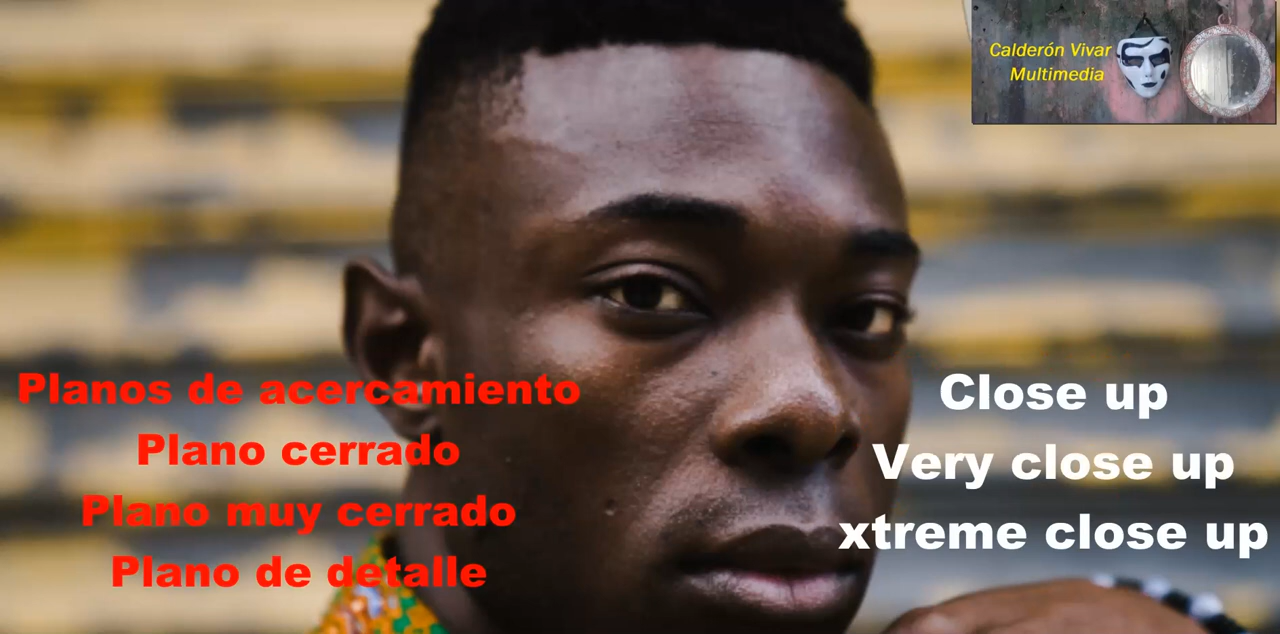 Calderón Vivar
Multimedia
Planos de acercamiento
Plano cerrado
Plano muy cerrado
Plano de detalle
Close up
Very close up
xtreme close up